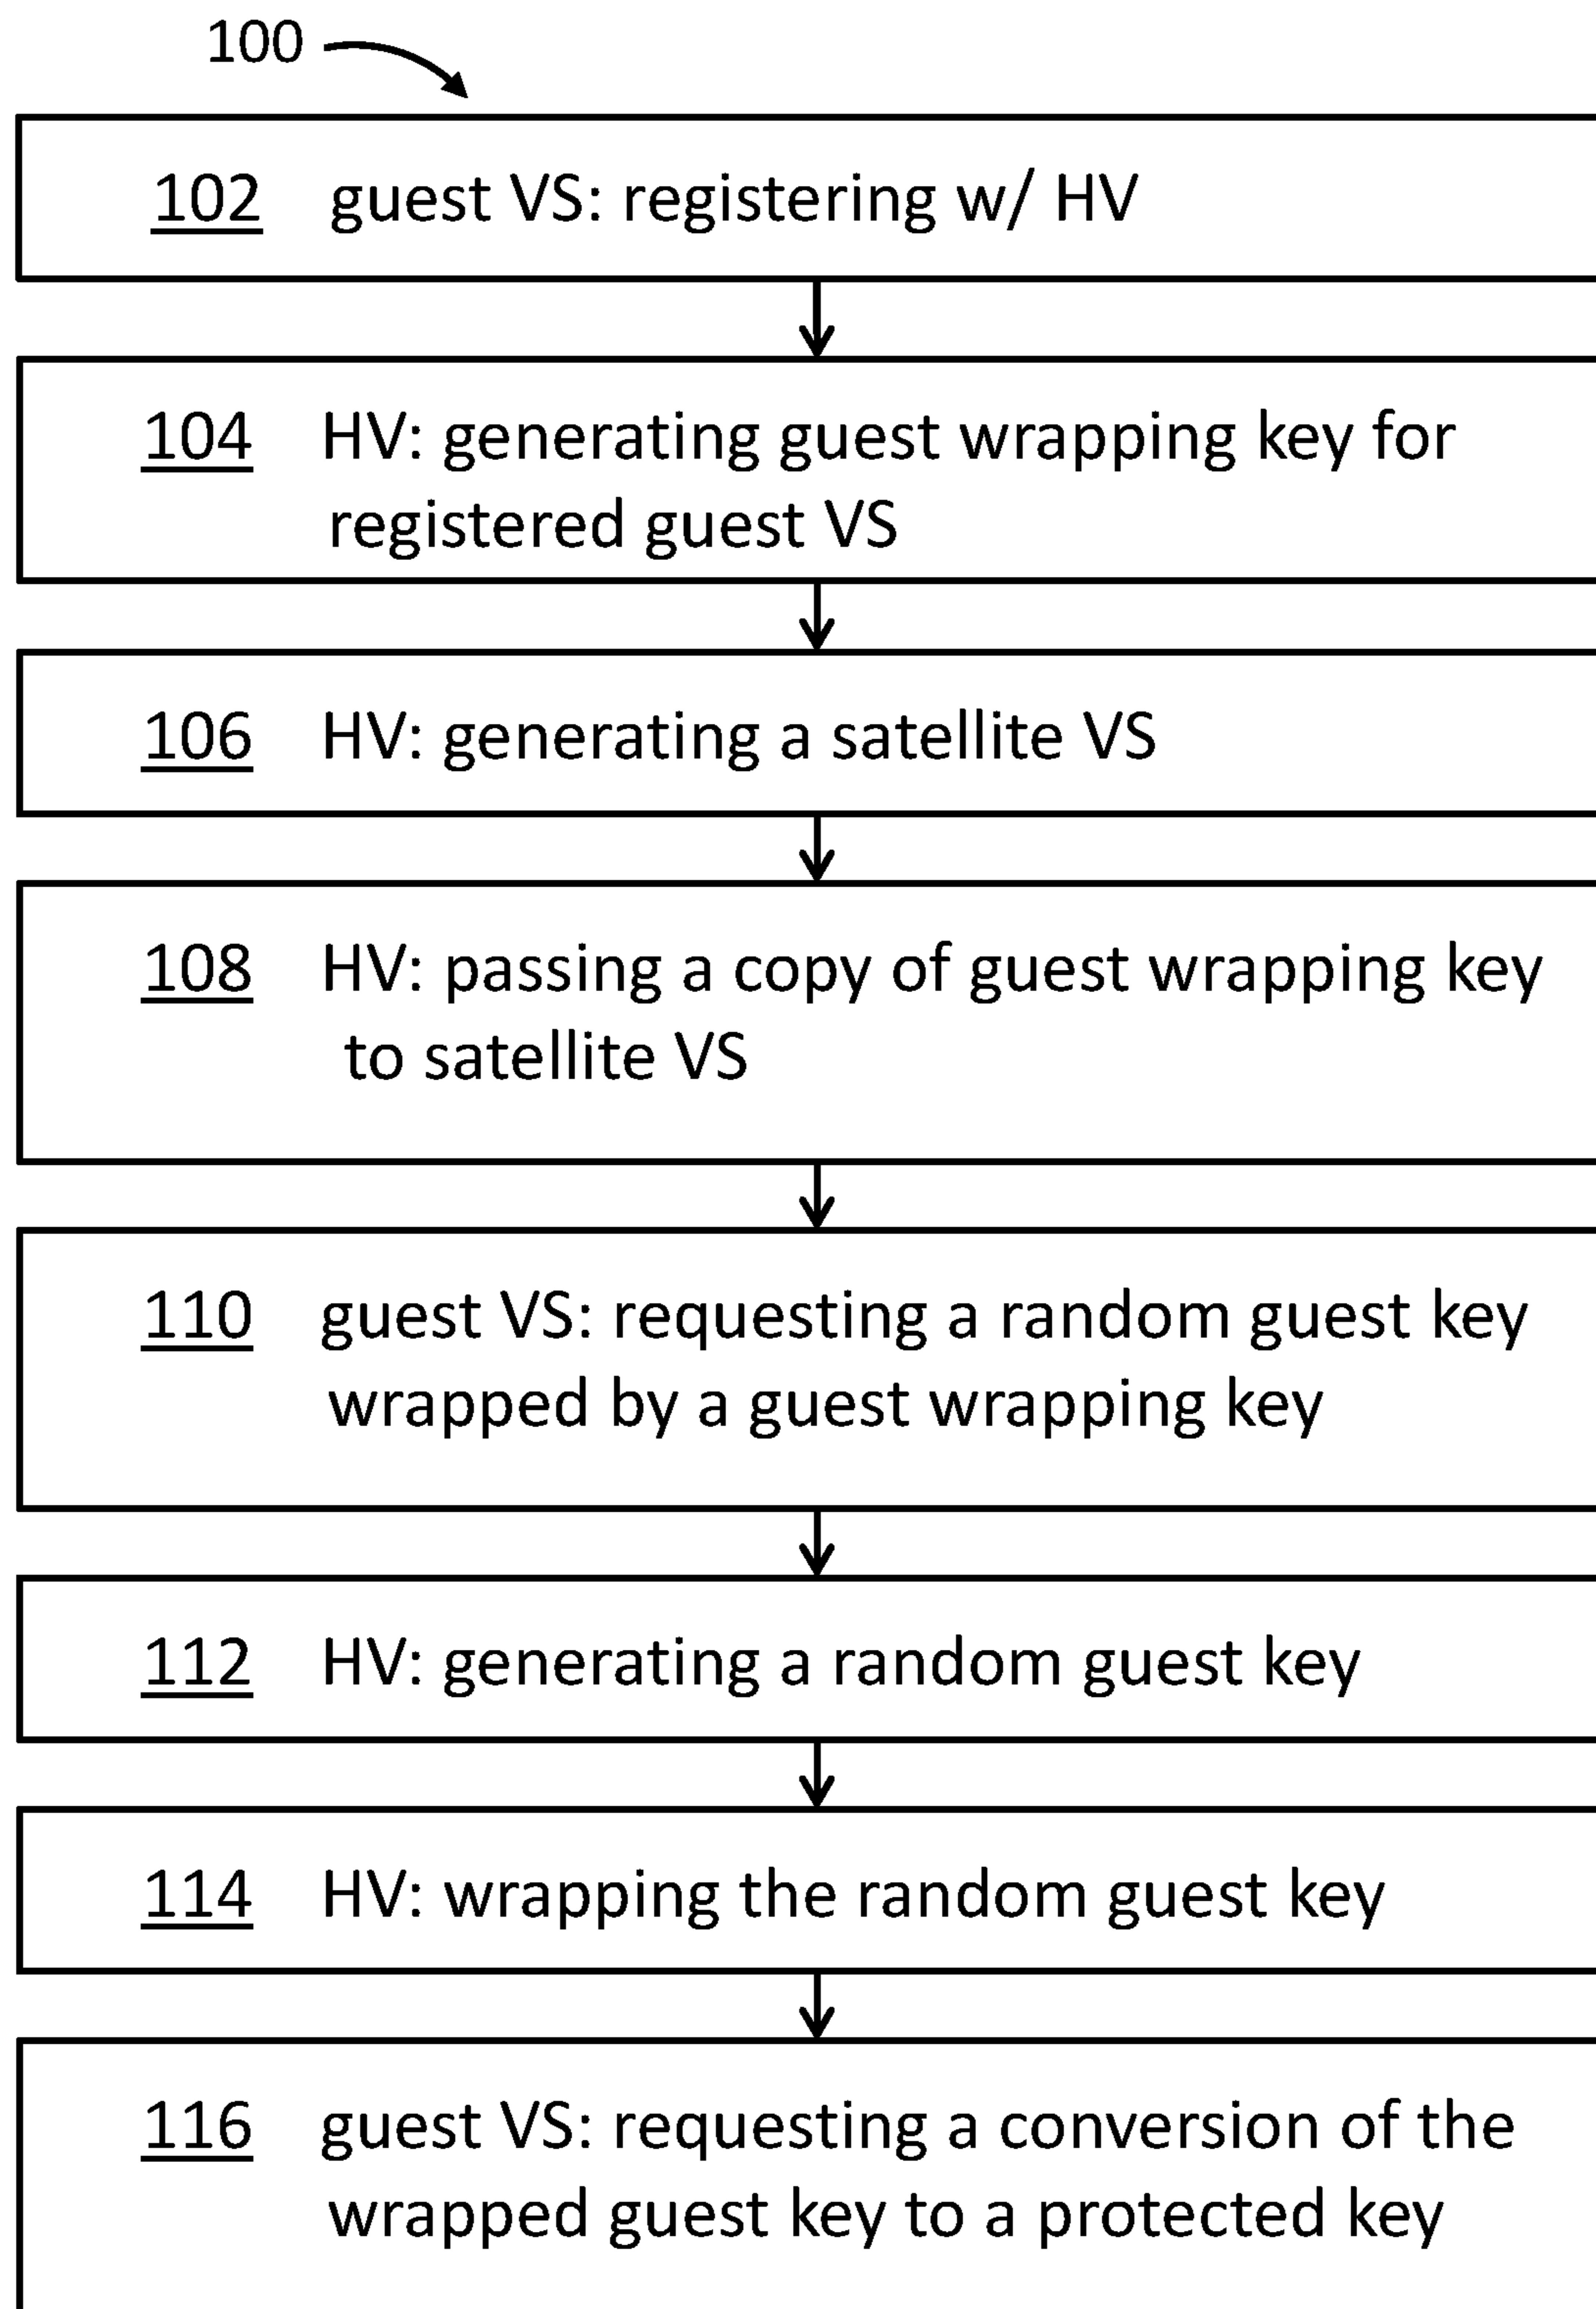 100
102 guest VS: registering w/ HV
104 HV: generating guest wrapping key for
registered guest VS
106 HV: generating a satellite VS
108 HV: passing a copy of guest wrapping key
to satellite VS
110 guest VS: requesting a random guest key
wrapped by a guest wrapping key
112 HV: generating a random guest key
114 HV: wrapping the random guest key
116 guest VS: requesting a conversion of the
wrapped guest key to a protected key